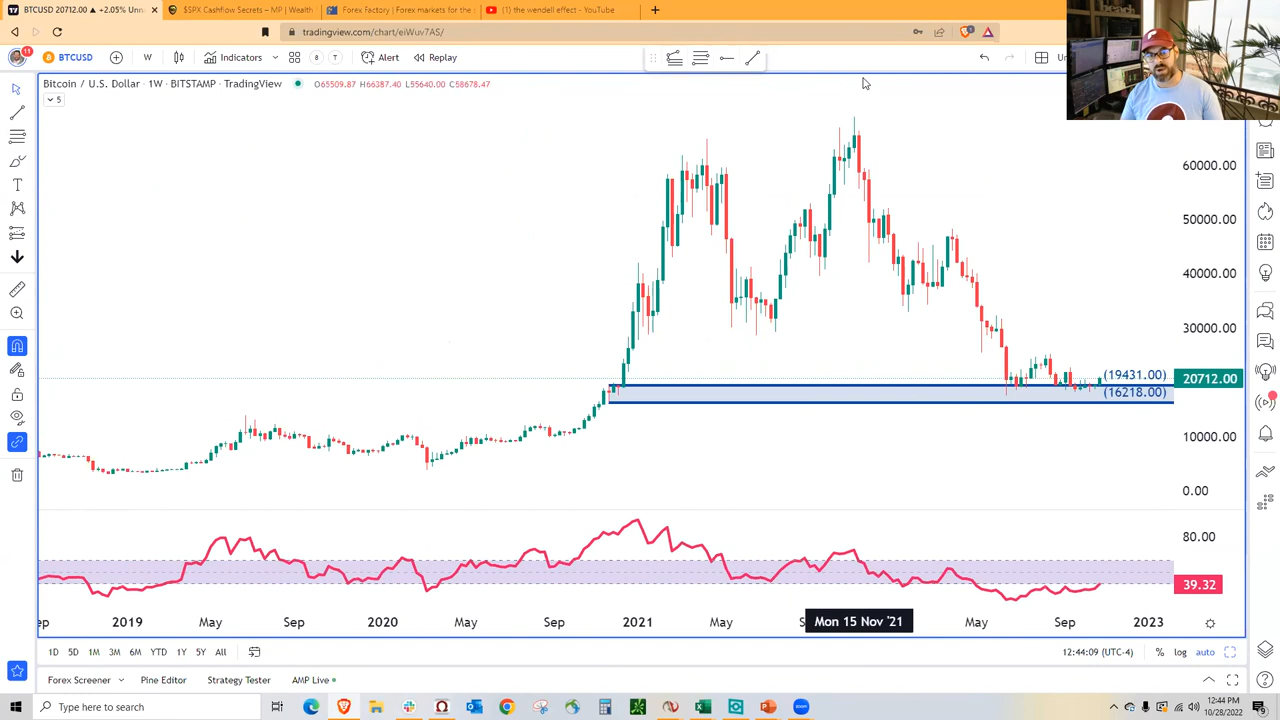 BTCUSD 20712.00 ▲ +2.05% Unn
$SPX Cashflow Secrets – MP | Wealth
Forex Factory | Forex markets for the
(1) the wendell effect - YouTube
tradingview.com/chart/eiWuv7AS/
11
BTCUSD
W
Indicators
8
T
Alert
Replay
Bitcoin / U.S. Dollar · 1W · BITSTAMP · TradingView
O65509.87 H66387.40 L55640.00 C58678.47
5
60000.00
50000.00
40000.00
30000.00
(19431.00)
20712.00
(16218.00)
10000.00
0.00
80.00
39.32
2019
May
Sep
2020
May
Sep
2021
May
Mon 15 Nov '21
May
Sep
2023
1D 5D 1M 3M 6M YTD 1Y 5Y All
12:44:09 (UTC-4)
% log auto
Forex Screener
Pine Editor
Strategy Tester
AMP Live
Type here to search
12:44 PM
10/28/2022